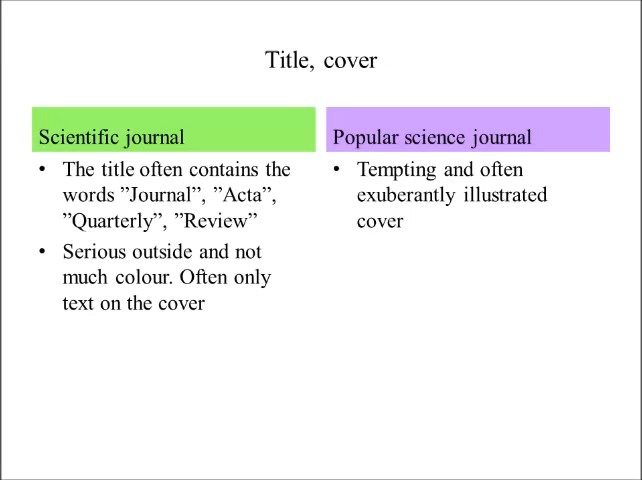 Title, cover
Scientific journal
• The title often contains the
words ”Journal”, ”Acta”,
”Quarterly”, ”Review”
• Serious outside and not
much colour. Often only
text on the cover
Popular science journal
• Tempting and often
exuberantly illustrated
cover